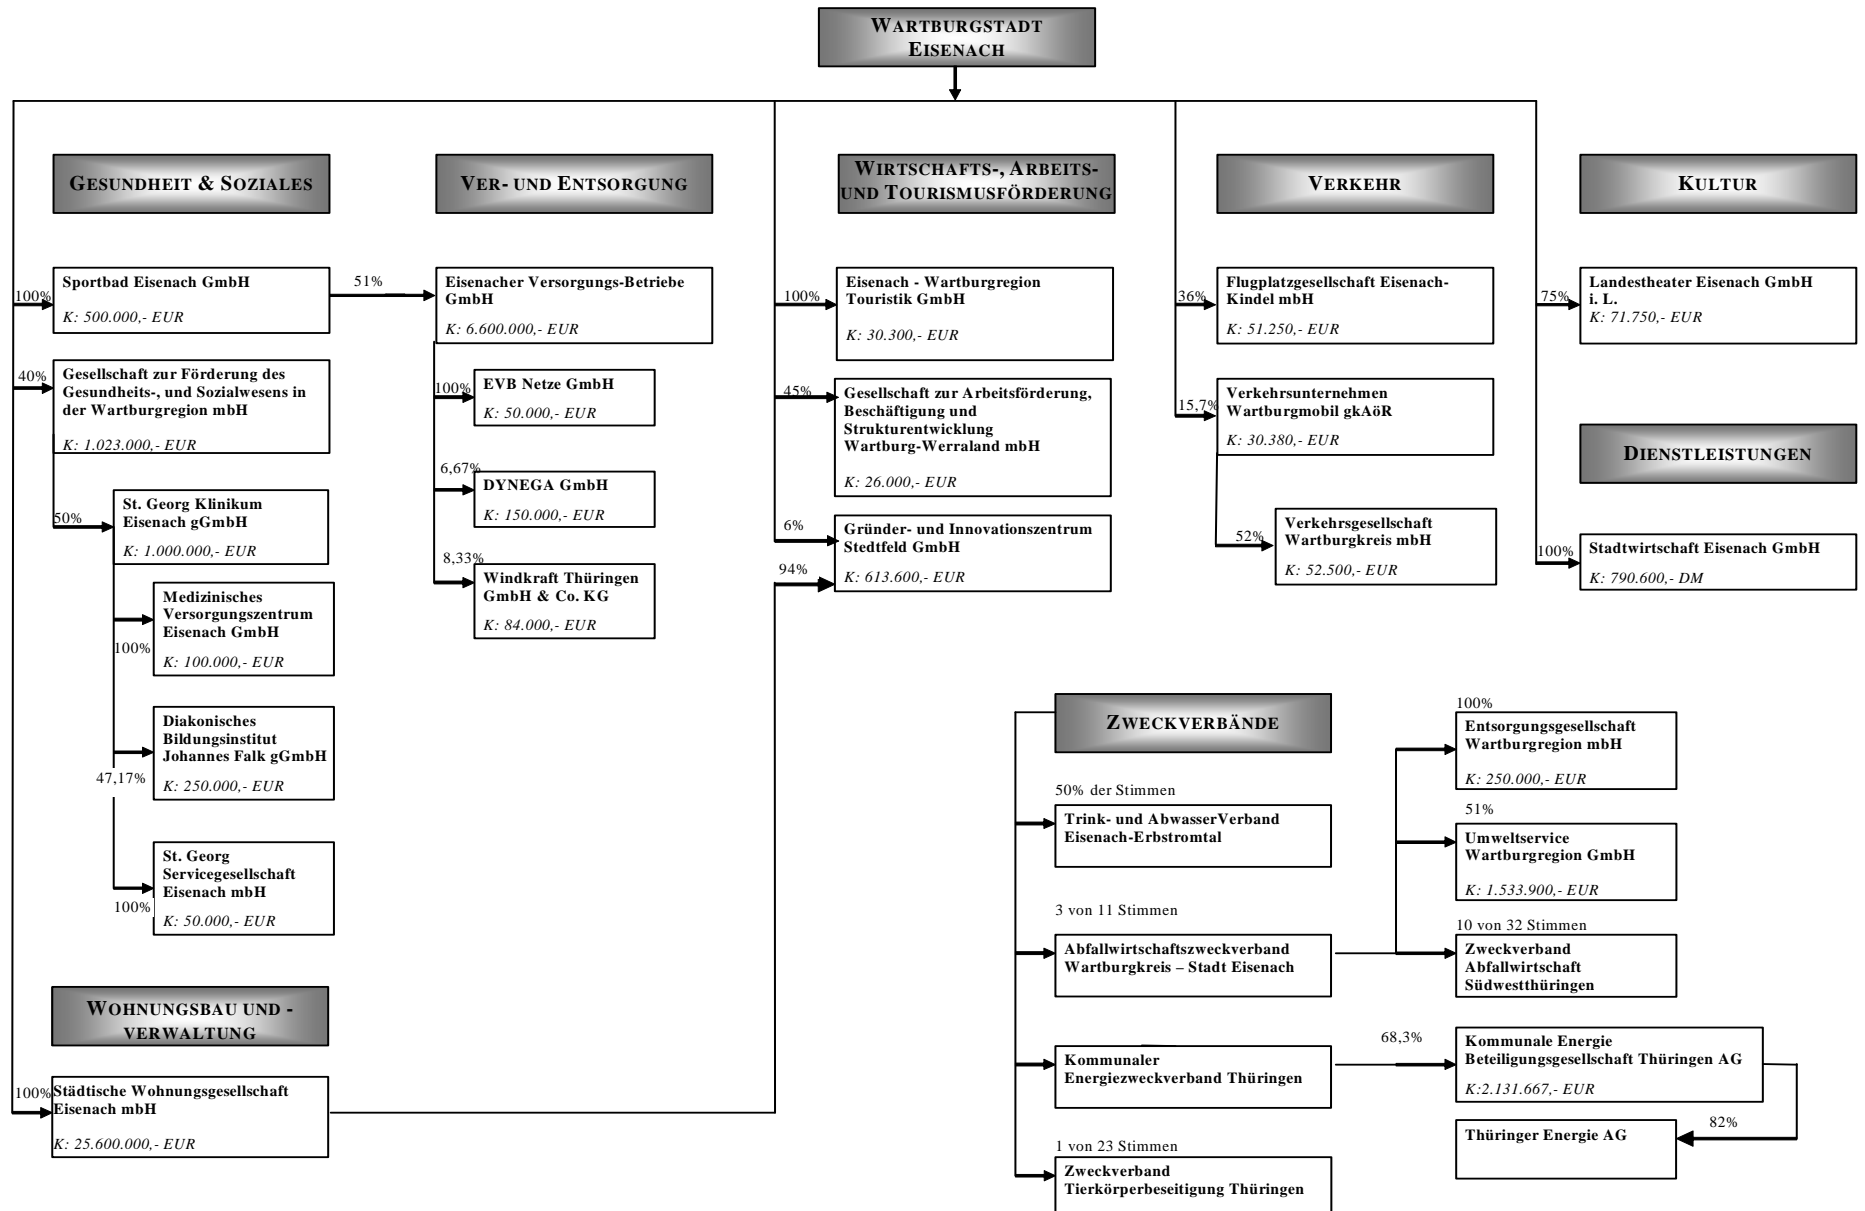 WARTBURGSTADT
EISENACH
GESUNDHEIT & SOZIALES
100%
Sportbad Eisenach GmbH
K: 500.000,- EUR
40%
Gesellschaft zur Förderung des
Gesundheits-, und Sozialwesens in
der Wartburgregion mbH
K: 1.023.000,- EUR
50%
St. Georg Klinikum
Eisenach gGmbH
K: 1.000.000,- EUR
100%
Medizinisches
Versorgungszentrum
Eisenach GmbH
K: 100.000,- EUR
47,17%
Diakonisches
Bildungsinstitut
Johannes Falk gGmbH
K: 250.000,- EUR
100%
St. Georg
Servicegesellschaft
Eisenach mbH
K: 50.000,- EUR
WOHNUNGSBAU UND -
VERWALTUNG
100%
Städtische Wohnungsgesellschaft
Eisenach mbH
K: 25.600.000,- EUR
VER- UND ENTSORGUNG
51%
Eisenacher Versorgungs-Betriebe
GmbH
K: 6.600.000,- EUR
100%
EVB Netze GmbH
K: 50.000,- EUR
6,67%
DYNEGA GmbH
K: 150.000,- EUR
8,33%
Windkraft Thüringen
GmbH & Co. KG
K: 84.000,- EUR
WIRTSCHAFTS-, ARBEITS-
UND TOURISMUSFÖRDERUNG
100%
Eisenach - Wartburgregion
Touristik GmbH
K: 30.300,- EUR
45%
Gesellschaft zur Arbeitsförderung,
Beschäftigung und
Strukturentwicklung
Wartburg-Werraland mbH
K: 26.000,- EUR
6%
94%
Gründer- und Innovationszentrum
Stedtfeld GmbH
K: 613.600,- EUR
VERKEHR
36%
Flugplatzgesellschaft Eisenach-
Kindel mbH
K: 51.250,- EUR
15,7%
Verkehrsunternehmen
Wartburgmobil gkAöR
K: 30.380,- EUR
52%
Verkehrsgesellschaft
Wartburgkreis mbH
K: 52.500,- EUR
KULTUR
75%
Landestheater Eisenach GmbH
i. L.
K: 71.750,- EUR
DIENSTLEISTUNGEN
100%
Stadtwirtschaft Eisenach GmbH
K: 790.600,- DM
ZWECKVERBÄNDE
50% der Stimmen
Trink- und AbwasserVerband
Eisenach-Erbstromtal
3 von 11 Stimmen
Abfallwirtschaftszweckverband
Wartburgkreis – Stadt Eisenach
Kommunaler
Energiezweckverband Thüringen
1 von 23 Stimmen
Zweckverband
Tierkörperbeseitigung Thüringen
100%
Entsorgungsgesellschaft
Wartburgregion mbH
K: 250.000,- EUR
51%
Umweltservice
Wartburgregion GmbH
K: 1.533.900,- EUR
10 von 32 Stimmen
Zweckverband
Abfallwirtschaft
Südwestthüringen
68,3%
Kommunale Energie
Beteiligungsgesellschaft Thüringen AG
K:2.131.667,- EUR
82%
Thüringer Energie AG